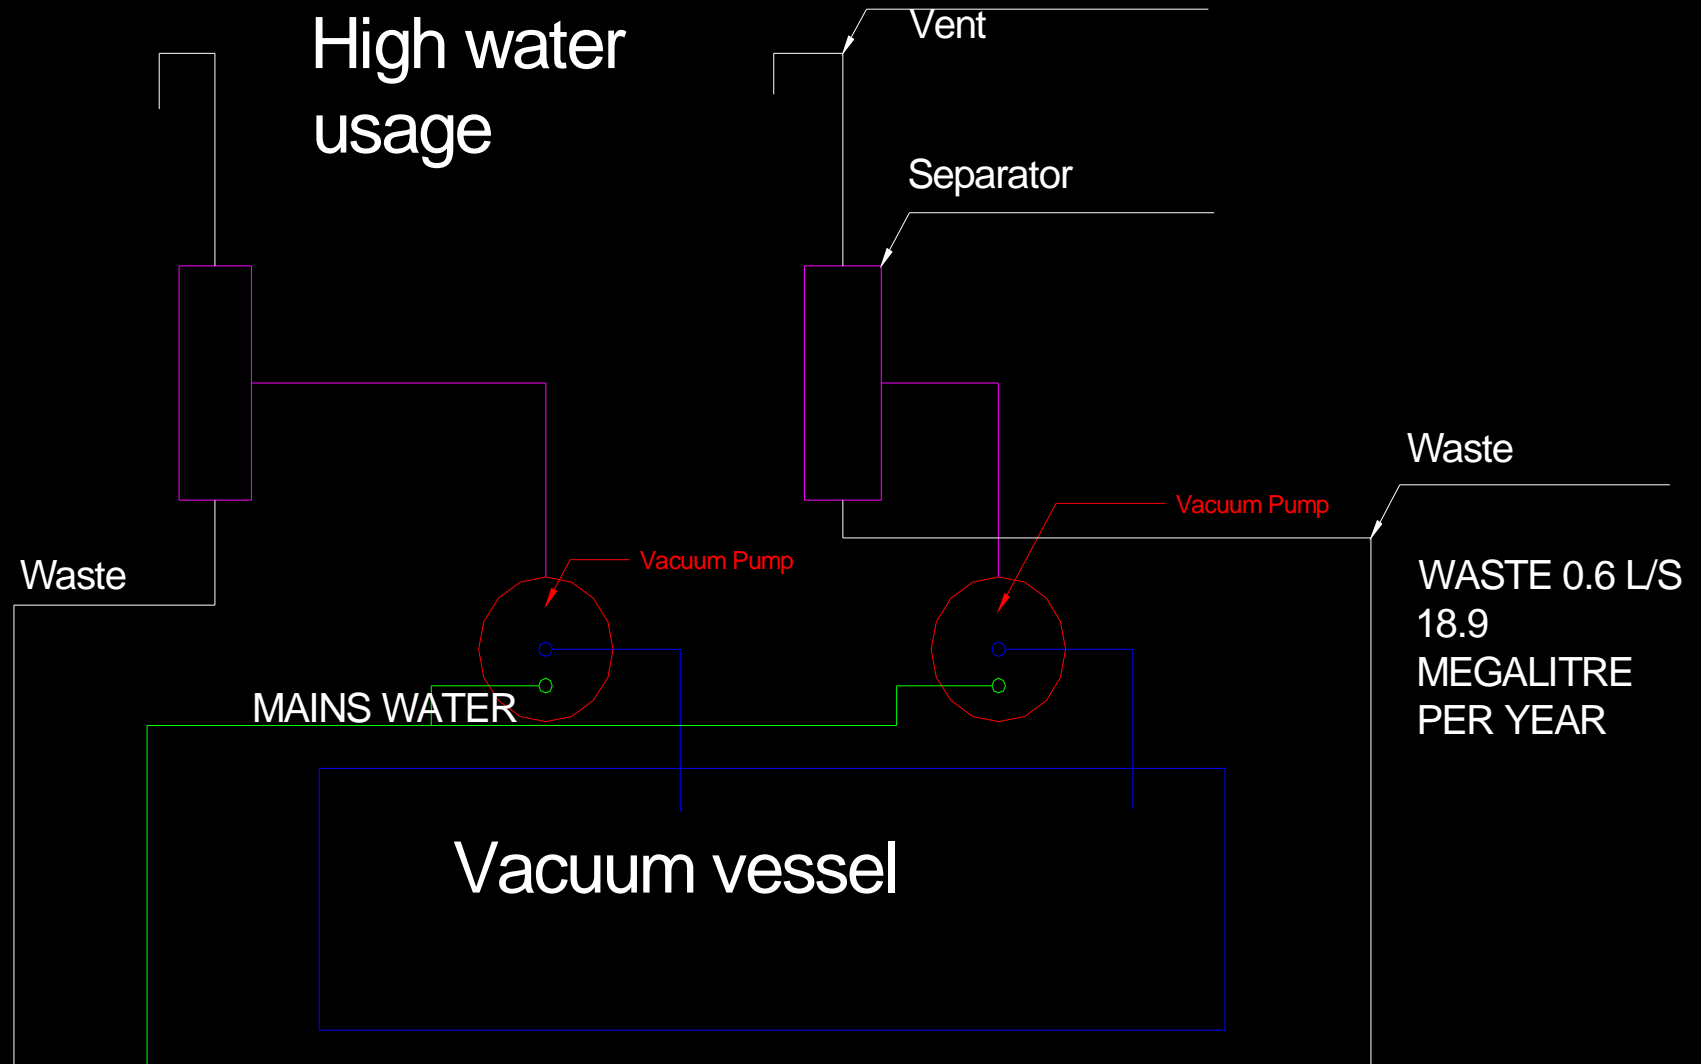 High water
usage
Vent
Separator
Waste
Vacuum Pump
Vacuum Pump
Waste
WASTE 0.6 L/S
18.9
MEGALITRE
PER YEAR
MAINS WATER
Vacuum vessel